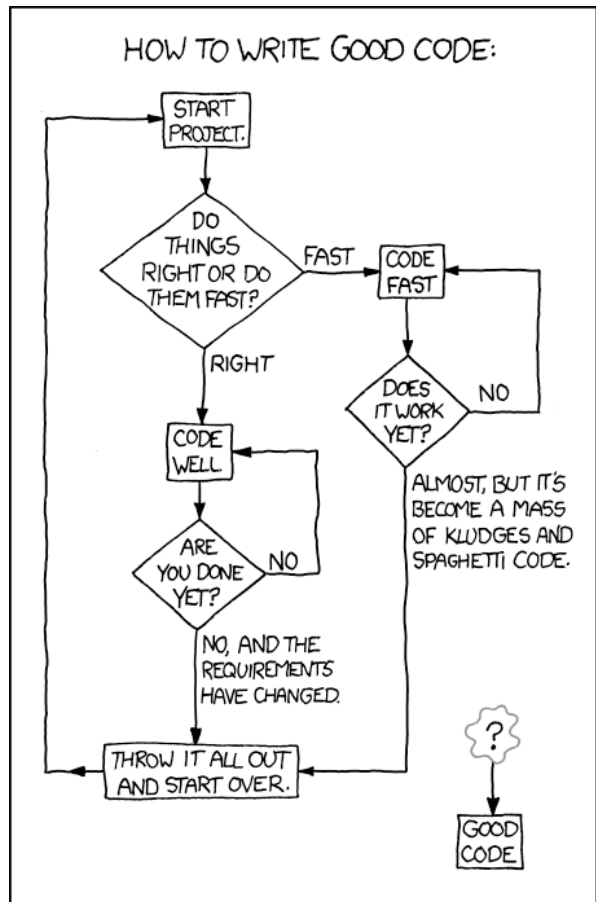 HOW TO WRITE GOOD CODE:
START
PROJECT.
DO
THINGS
RIGHT OR DO
THEM FAST?
FAST
CODE
FAST
RIGHT
DOES
IT WORK
YET?
NO
CODE
WELL
ALMOST, BUT IT'S
BECOME A MASS
OF KLUDGES AND
SPAGHETTI CODE.
ARE
YOU DONE
YET?
NO
NO, AND THE
REQUIREMENTS
HAVE CHANGED.
THROW IT ALL OUT
AND START OVER.
?
GOOD
CODE